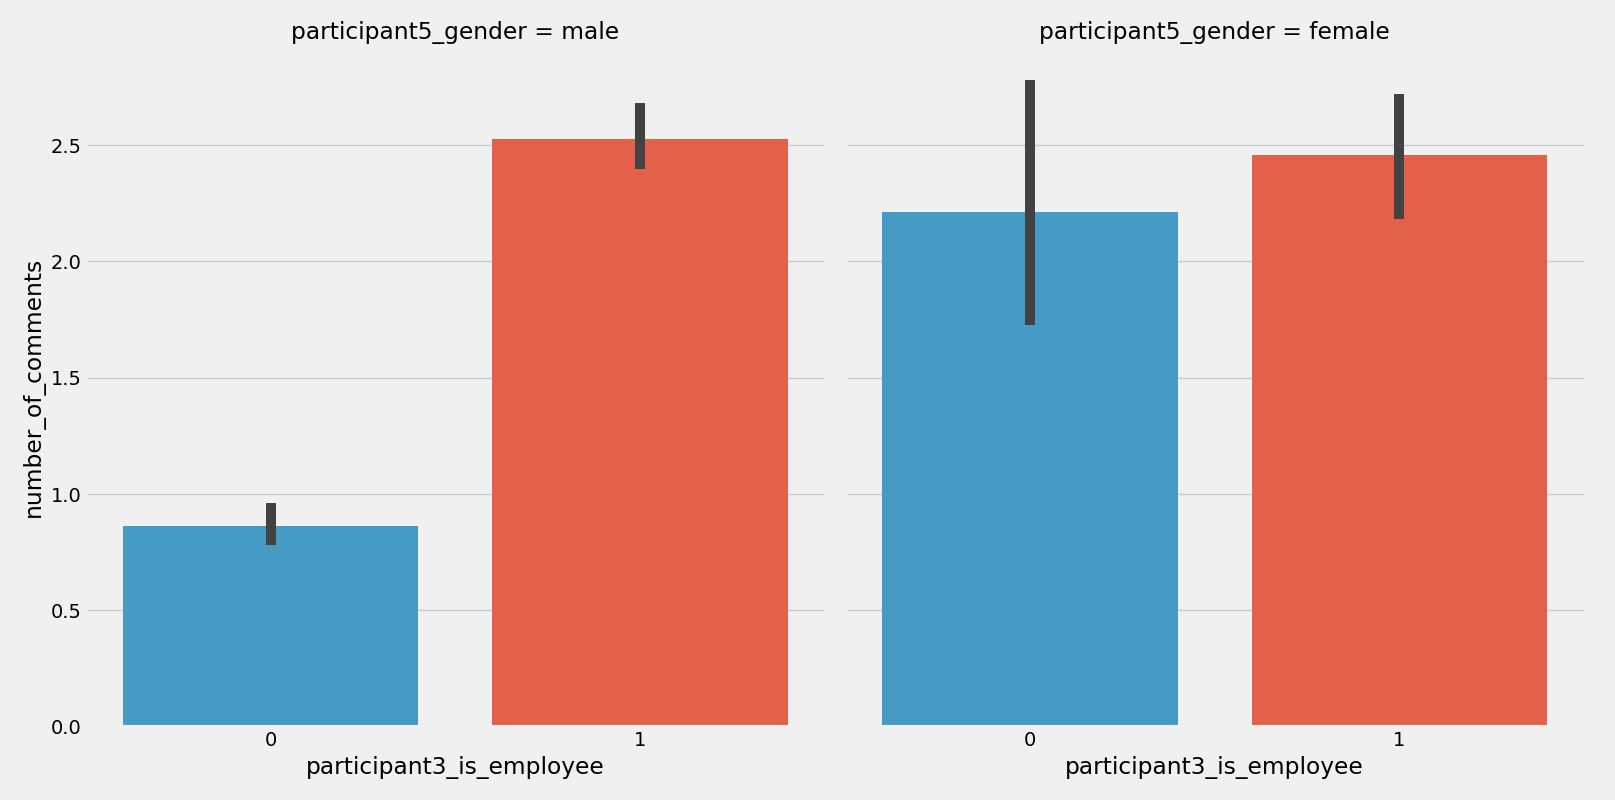 participant5_gender = male
participant5_gender = female
number_of_comments
2.5
2.0
1.5
1.0
0.5
0.0
0
1
0
1
participant3_is_employee
participant3_is_employee